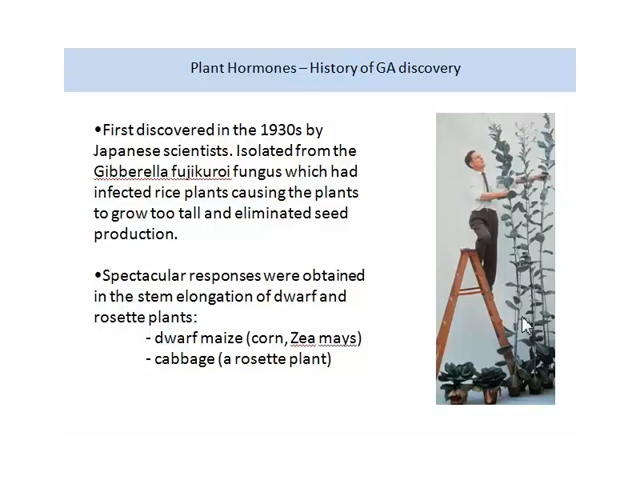 Plant Hormones – History of GA discovery
•First discovered in the 1930s by
Japanese scientists. Isolated from the
Gibberella fujikuroi fungus which had
infected rice plants causing the plants
to grow too tall and eliminated seed
production.
•Spectacular responses were obtained
in the stem elongation of dwarf and
rosette plants:
- dwarf maize (corn, Zea mays)
- cabbage (a rosette plant)